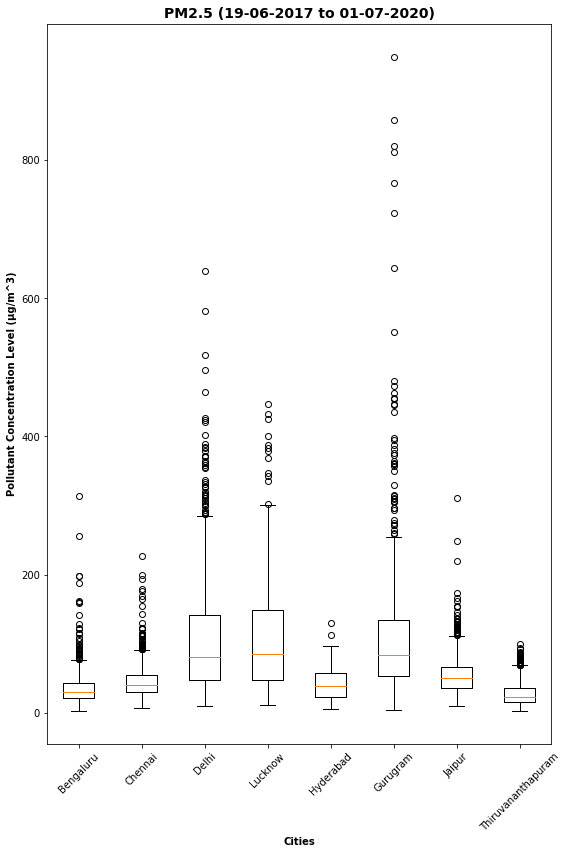 PM2.5 (19-06-2017 to 01-07-2020)
Pollutant Concentration Level (µg/m^3)
800
600
400
200
0
Bengaluru
Chennai
Delhi
Lucknow
Hyderabad
Gurugram
Jaipur
Thiruvananthapuram
Cities